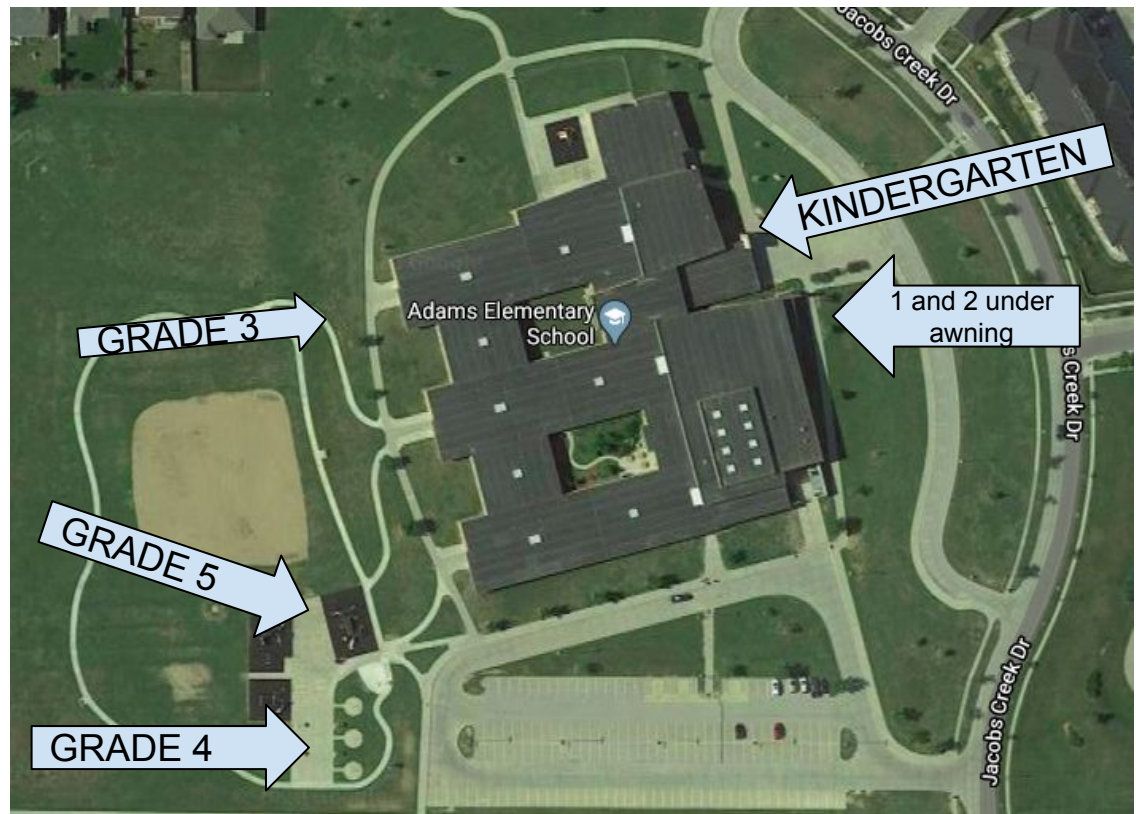 Jacobs Creek Dr
KINDERGARTEN
1 and 2 under
awning
Adams Elementary
School
GRADE 3
s Creek Dr
GRADE 5
GRADE 4
Jacobs Creek Dr